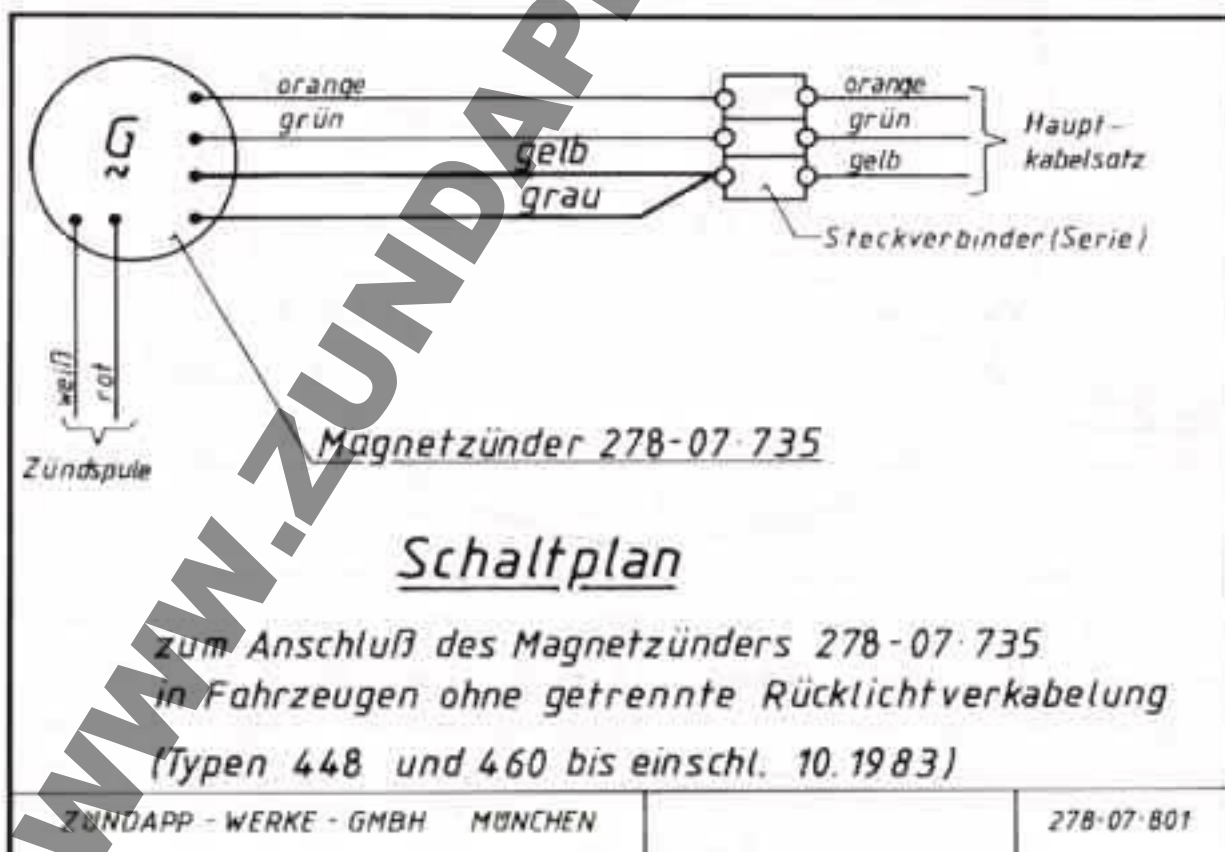 orange
grün
gelb
grau
orange
grün
gelb
Haupt-
kabelsatz
Steckverbinder (Serie)
G
weiß
rot
Zündspule
Magnetzünder 278-07·735
Schaltplan
zum Anschluß des Magnetzünders 278-07·735
in Fahrzeugen ohne getrennte Rücklichtverkabelung
(Typen 448 und 460 bis einschl. 10.1983)
ZÜNDAPP-WERKE-GMBH MÜNCHEN
278-07-801
WWW.ZUNDAP